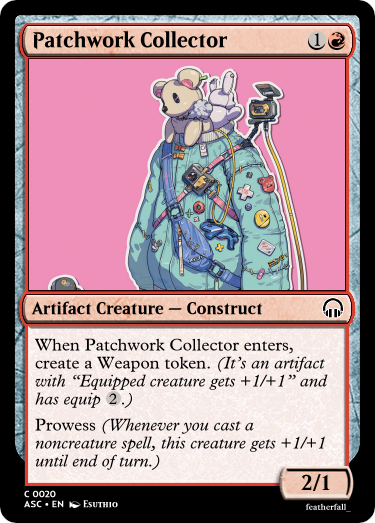 Patchwork Collector 1
Artifact Creature — Construct
When Patchwork Collector enters,
create a Weapon token. (It's an artifact
with “Equipped creature gets +1/+1” and
has equip 2.)
Prowess (Whenever you cast a
noncreature spell, this creature gets +1/+1
until end of turn.)
2/1
C 0020
ASC • EN Esuthio
featherfall_